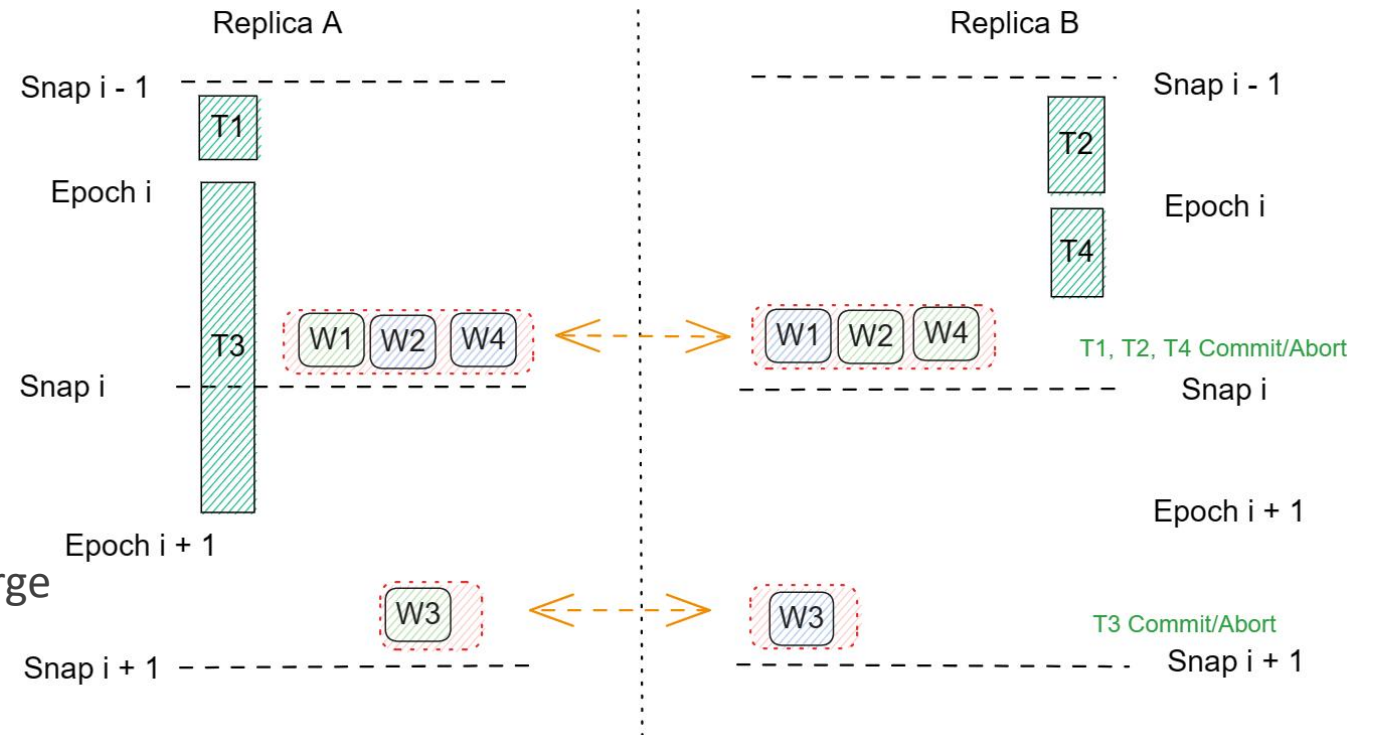 Replica A
Replica B
Snap i - 1
Snap i - 1
T1
T2
Epoch i
Epoch i
T4
T3
W1 W2 W4
W1 W2 W4
T1, T2, T4 Commit/Abort
Snap i
Snap i
Epoch i + 1
Epoch i + 1
rge
W3
W3
T3 Commit/Abort
Snap i + 1
Snap i + 1